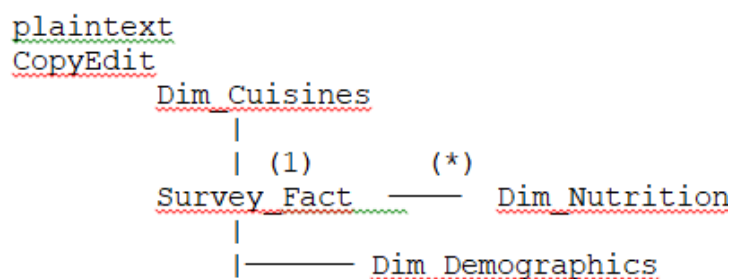 plaintext
CopyEdit
Dim_Cuisines
|
| (1) (*)
Survey_Fact ─── Dim_Nutrition
|
|───── Dim_Demographics